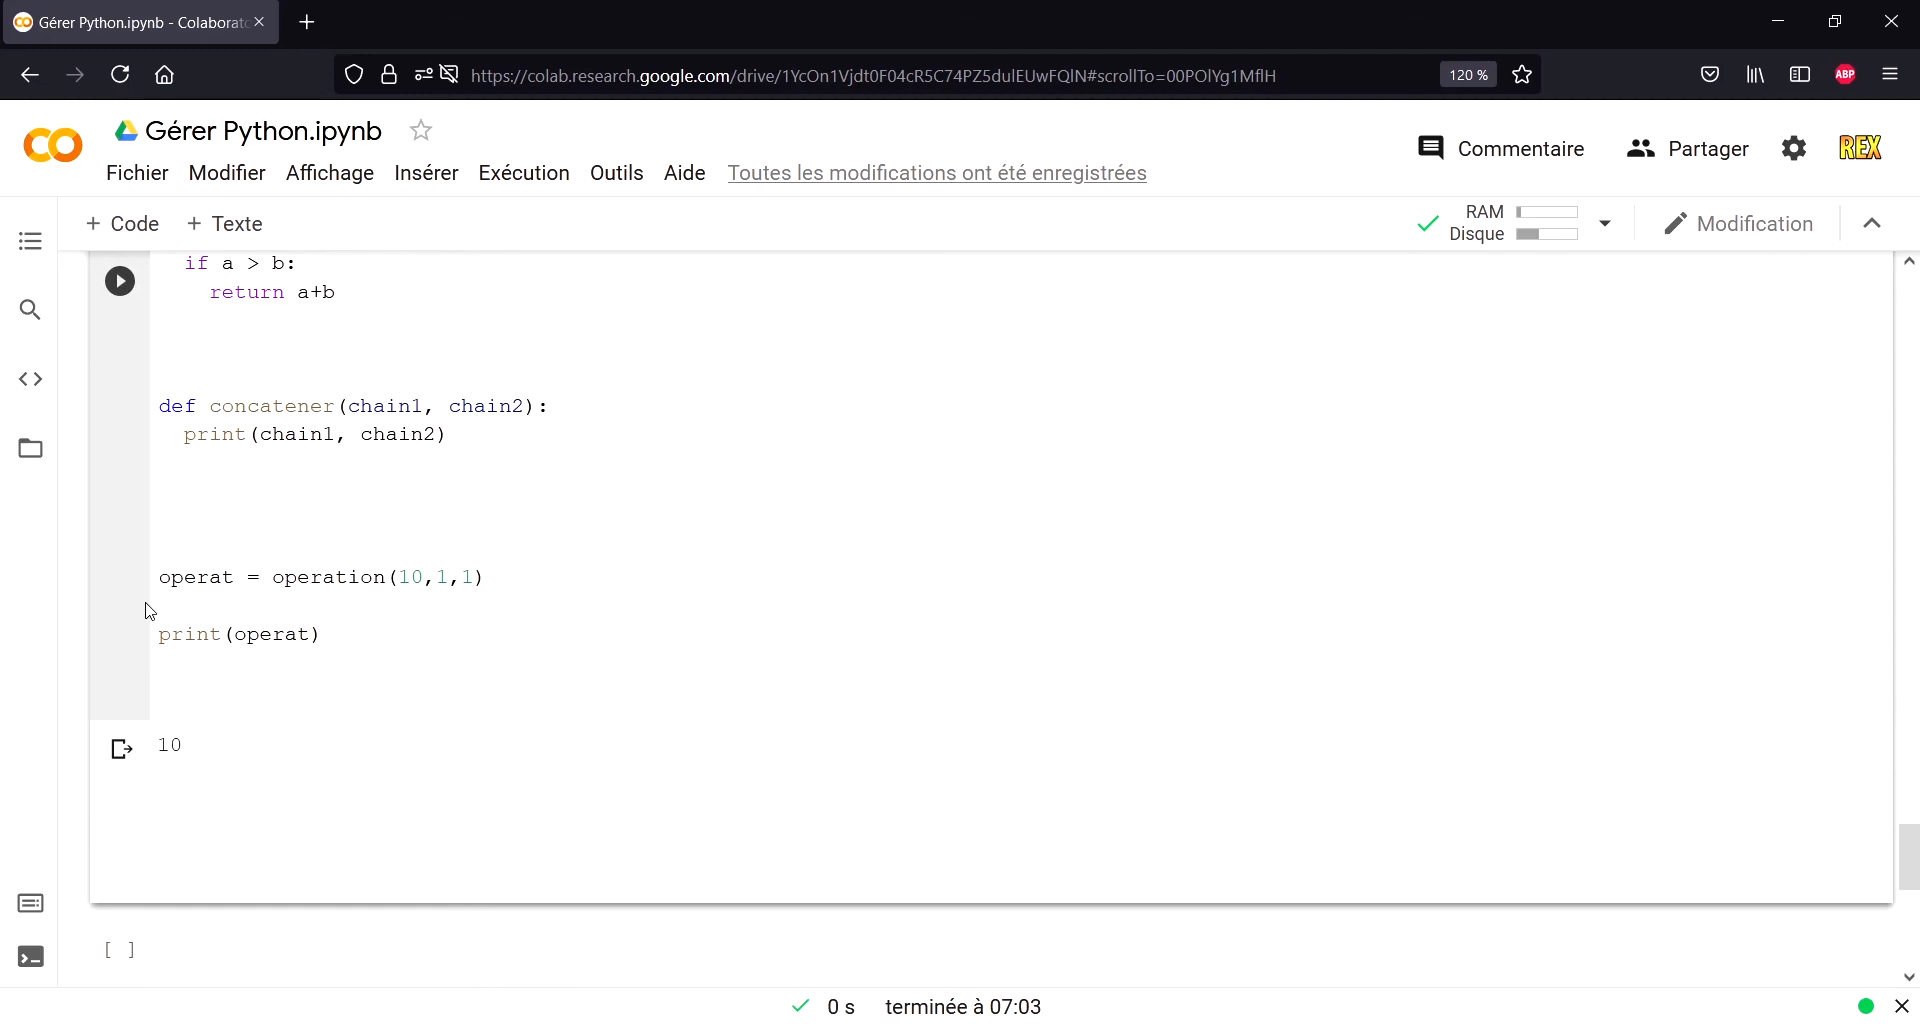 Gérer Python.ipynb - Colaborato
https://colab.research.google.com/drive/1YcOn1Vjdt0F04cR5C74PZ5dulEUwFQlN#scrollTo=00POlYg1MflH
120 %
ABP
Gérer Python.ipynb
Commentaire
Partager
REX
Fichier Modifier Affichage Insérer Exécution Outils Aide Toutes les modifications ont été enregistrées
+ Code + Texte
RAM
Disque
Modification
if a > b:
return a+b
def concatener(chain1, chain2):
print(chain1, chain2)
operat = operation(10,1,1)
print(operat)
10
[ ]
0 s terminée à 07:03